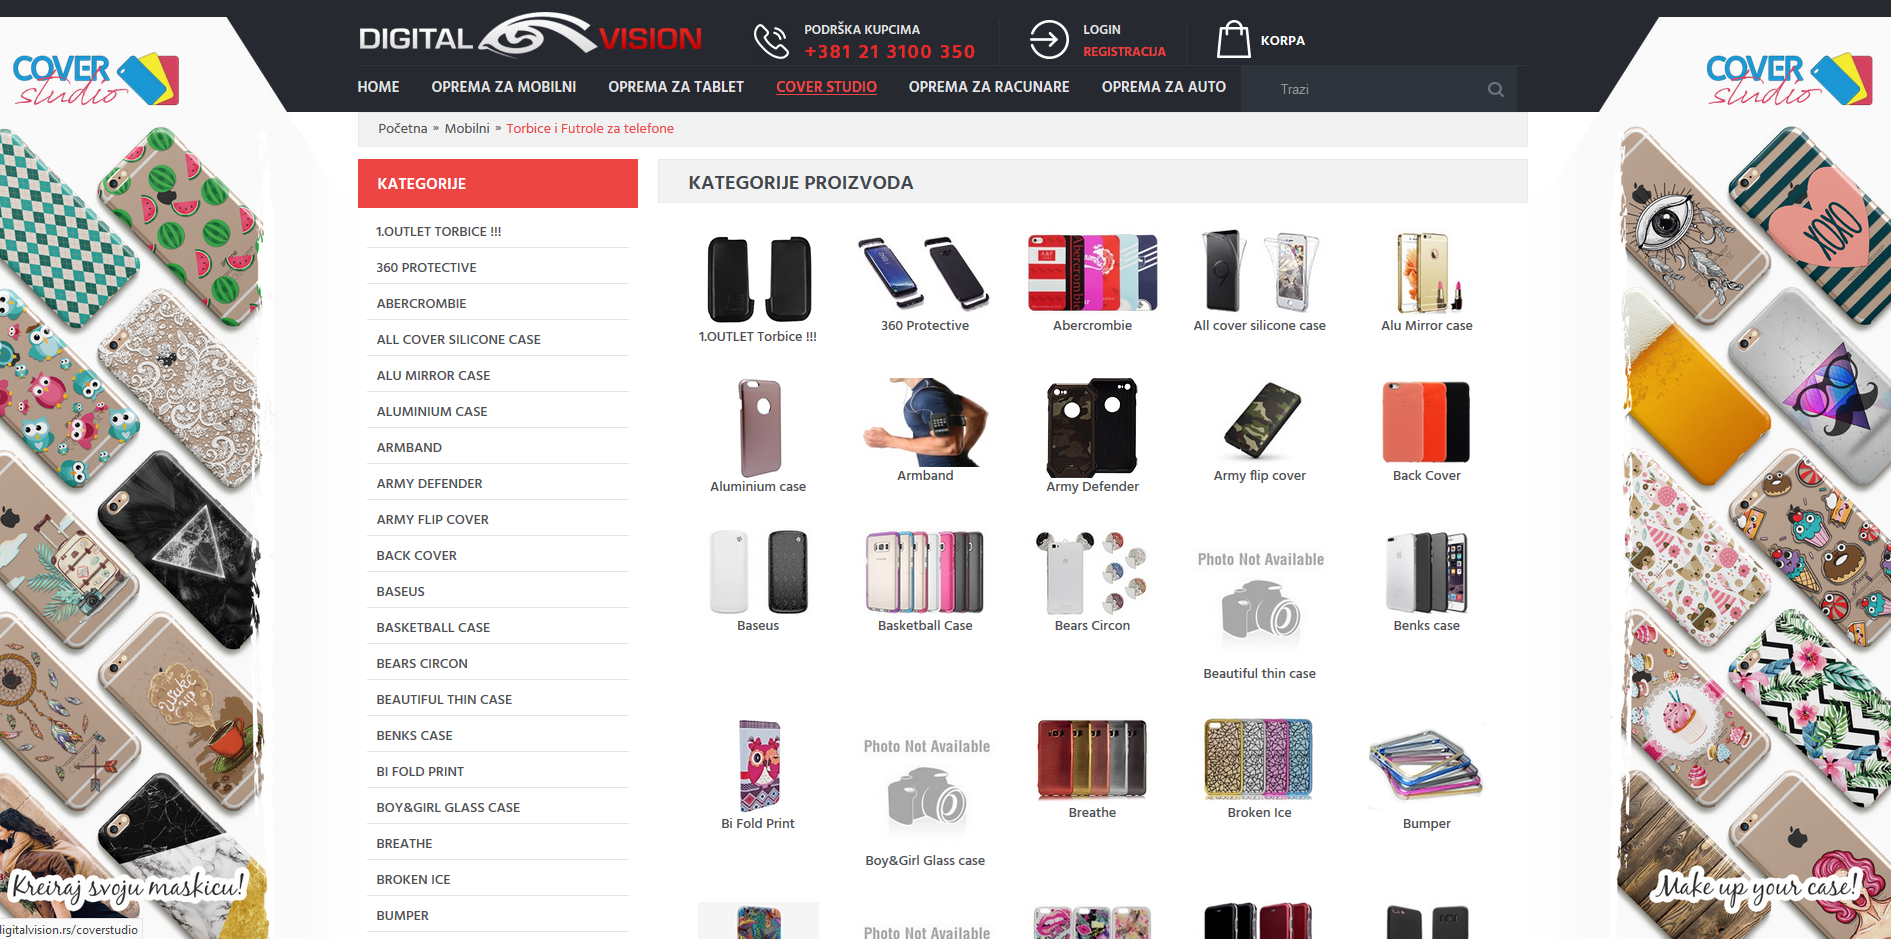 DIGITAL VISION
PODRŠKA KUPCIMA
+381 21 3100 350
LOGIN
REGISTRACIJA
KORPA
HOME
OPREMA ZA MOBILNI
OPREMA ZA TABLET
COVER STUDIO
OPREMA ZA RACUNARE
OPREMA ZA AUTO
Trazi
COVER
studio
COVER
studio
Početna » Mobilni » Torbice i Futrole za telefone
KATEGORIJE
1.OUTLET TORBICE !!!
360 PROTECTIVE
ABERCROMBIE
ALL COVER SILICONE CASE
ALU MIRROR CASE
ALUMINIUM CASE
ARMBAND
ARMY DEFENDER
ARMY FLIP COVER
BACK COVER
BASEUS
BASKETBALL CASE
BEARS CIRCON
BEAUTIFUL THIN CASE
BENKS CASE
BI FOLD PRINT
BOY&GIRL GLASS CASE
BREATHE
BROKEN ICE
BUMPER
KATEGORIJE PROIZVODA
1.OUTLET Torbice !!!
360 Protective
Abercrombie
Abercrombie
All cover silicone case
Alu Mirror case
Aluminium case
Armband
Army Defender
Army flip cover
Back Cover
Baseus
Basketball Case
Bears Circon
Photo Not Available
Beautiful thin case
Benks case
Bi Fold Print
Photo Not Available
Boy&Girl Glass case
Breathe
Broken Ice
Bumper
Photo Not Available
XOXO
Wake up
Kreiraj svoju maskicu!
Make up your case!
digitalvision.rs/coverstudio